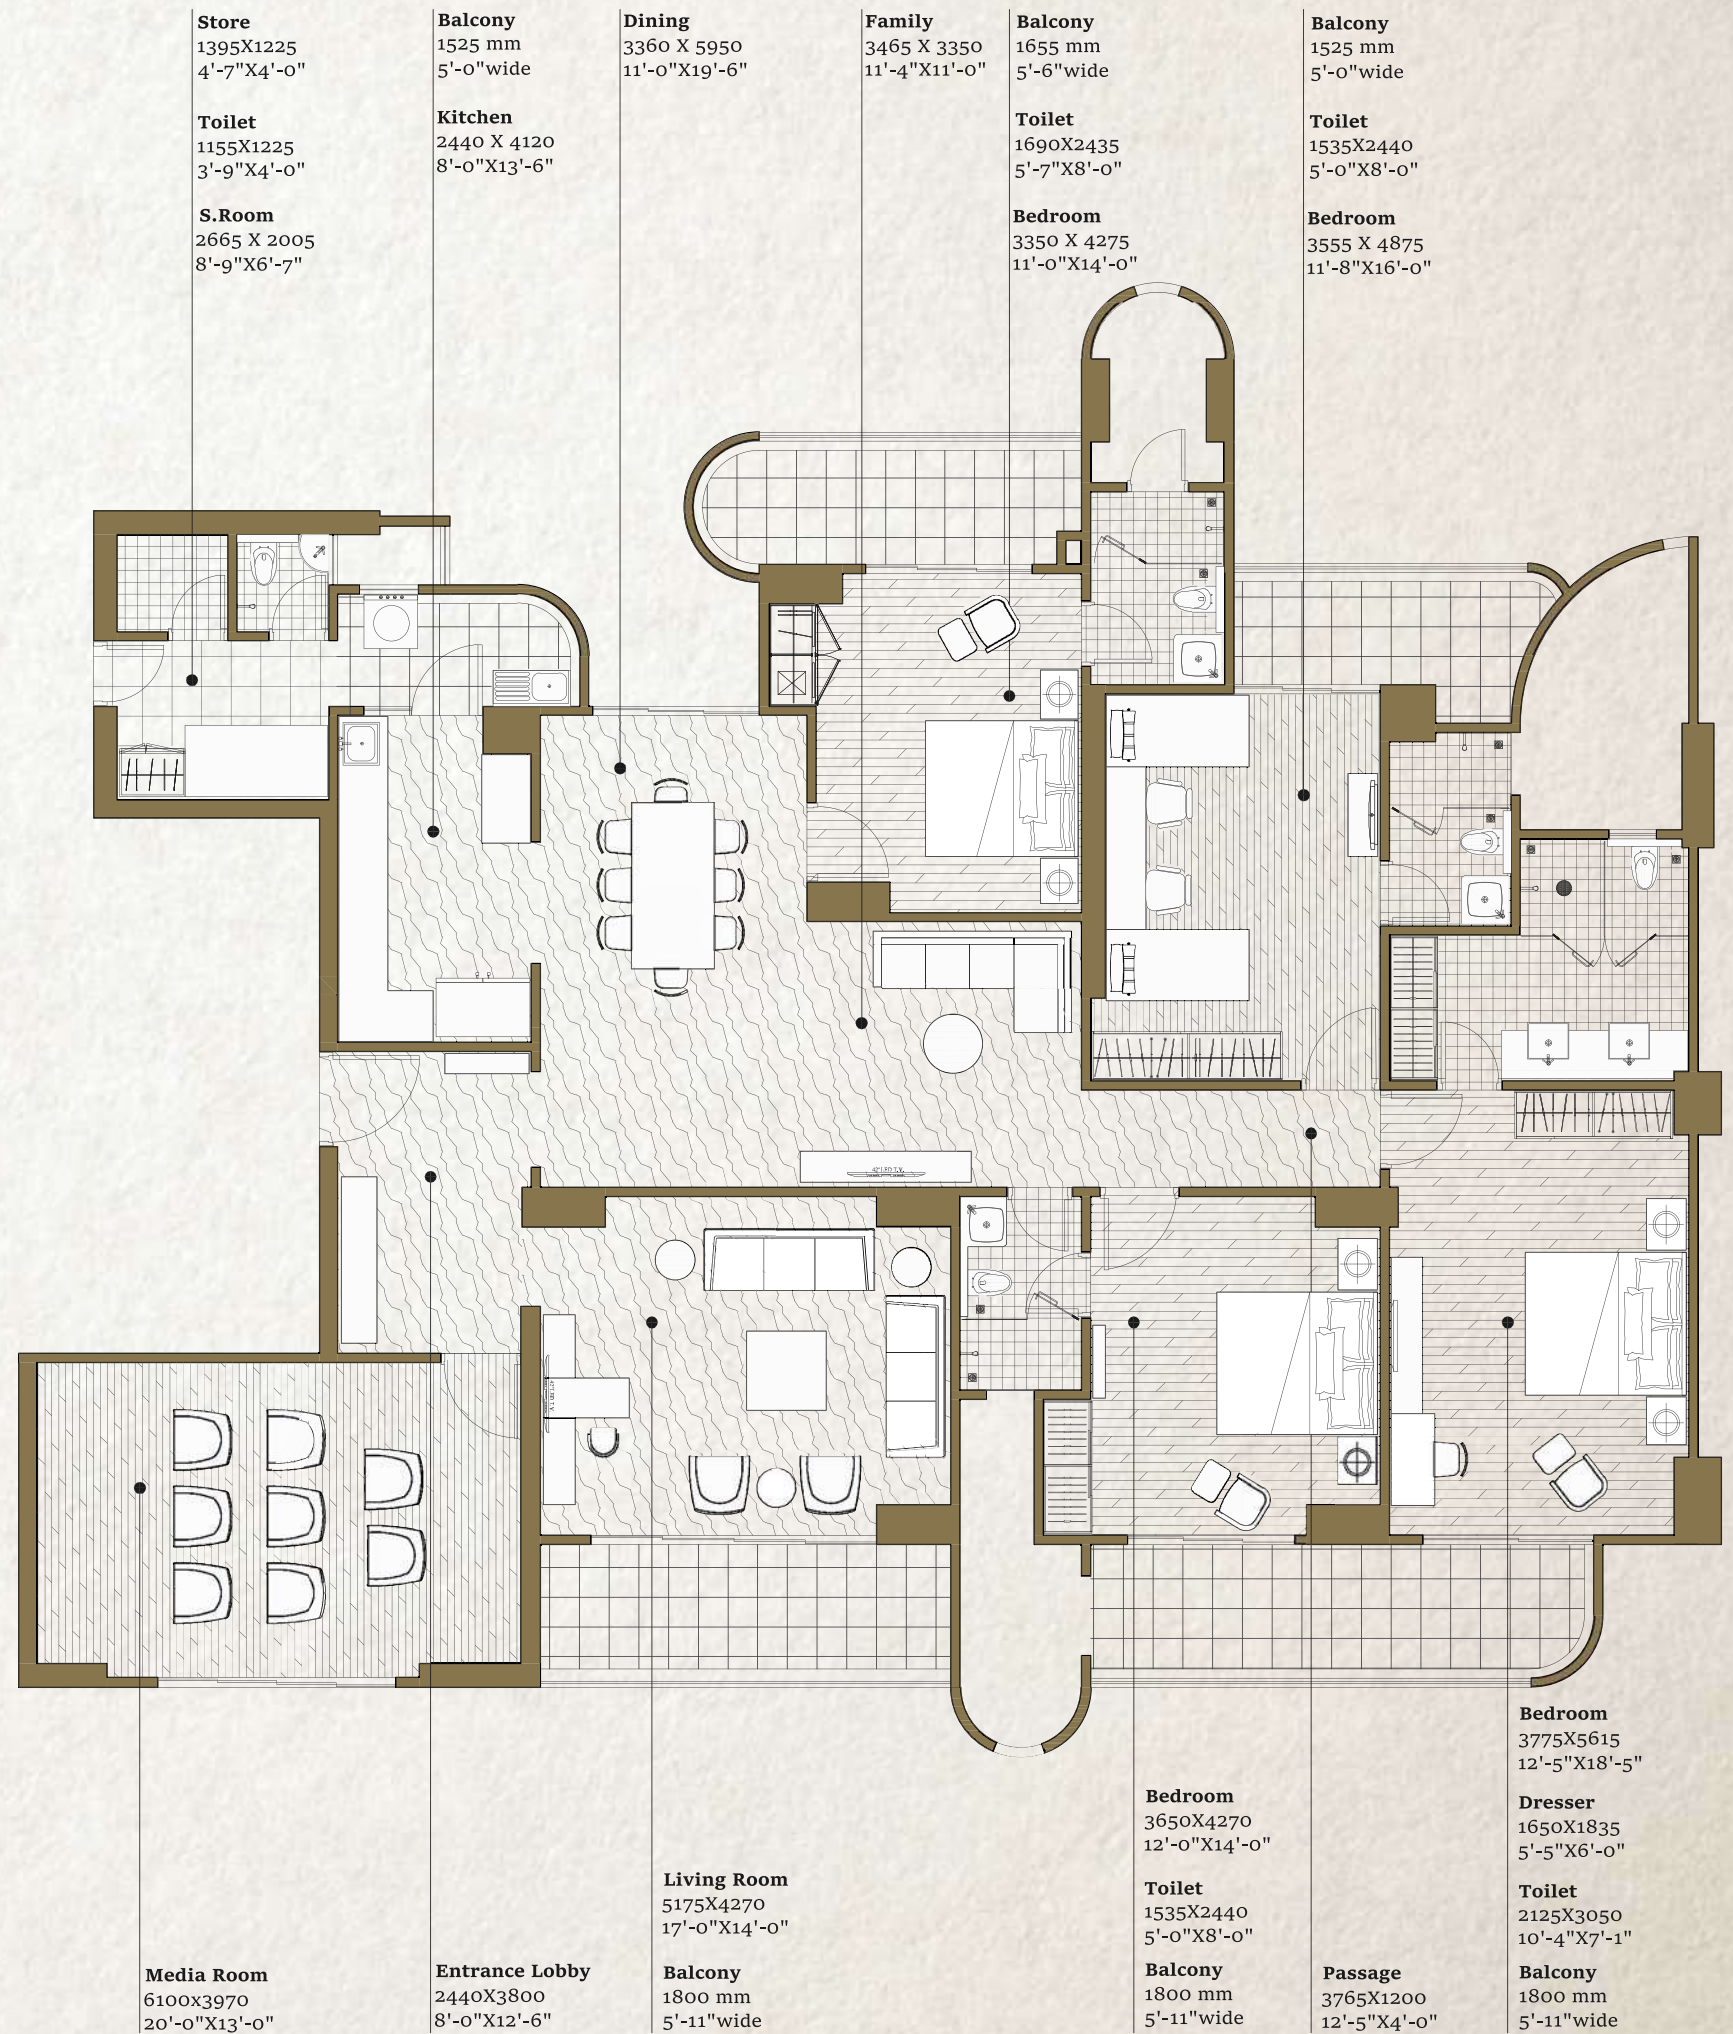 Store
1395X1225
4'-7"X4'-0"
Toilet
1155X1225
3'-9"X4'-0"
S.Room
2665 X 2005
8'-9"X6'-7"
Balcony
1525 mm
5'-0"wide
Kitchen
2440 X 4120
8'-0"X13'-6"
Dining
3360 X 5950
11'-0"X19'-6"
Family
3465 X 3350
11'-4"X11'-0"
Balcony
1655 mm
5'-6"wide
Toilet
1690X2435
5'-7"X8'-0"
Bedroom
3350 X 4275
11'-0"X14'-0"
Balcony
1525 mm
5'-0"wide
Toilet
1535X2440
5'-0"X8'-0"
Bedroom
3555 X 4875
11'-8"X16'-0"
42" LED T.V.
42" LED T.V.
Media Room
6100x3970
20'-0"X13'-0"
Entrance Lobby
2440X3800
8'-0"X12'-6"
Living Room
5175X4270
17'-0"X14'-0"
Balcony
1800 mm
5'-11"wide
Bedroom
3650X4270
12'-0"X14'-0"
Toilet
1535X2440
5'-0"X8'-0"
Balcony
1800 mm
5'-11"wide
Passage
3765X1200
12'-5"X4'-0"
Bedroom
3775X5615
12'-5"X18'-5"
Dresser
1650X1835
5'-5"X6'-0"
Toilet
2125X3050
10'-4"X7'-1"
Balcony
1800 mm
5'-11"wide